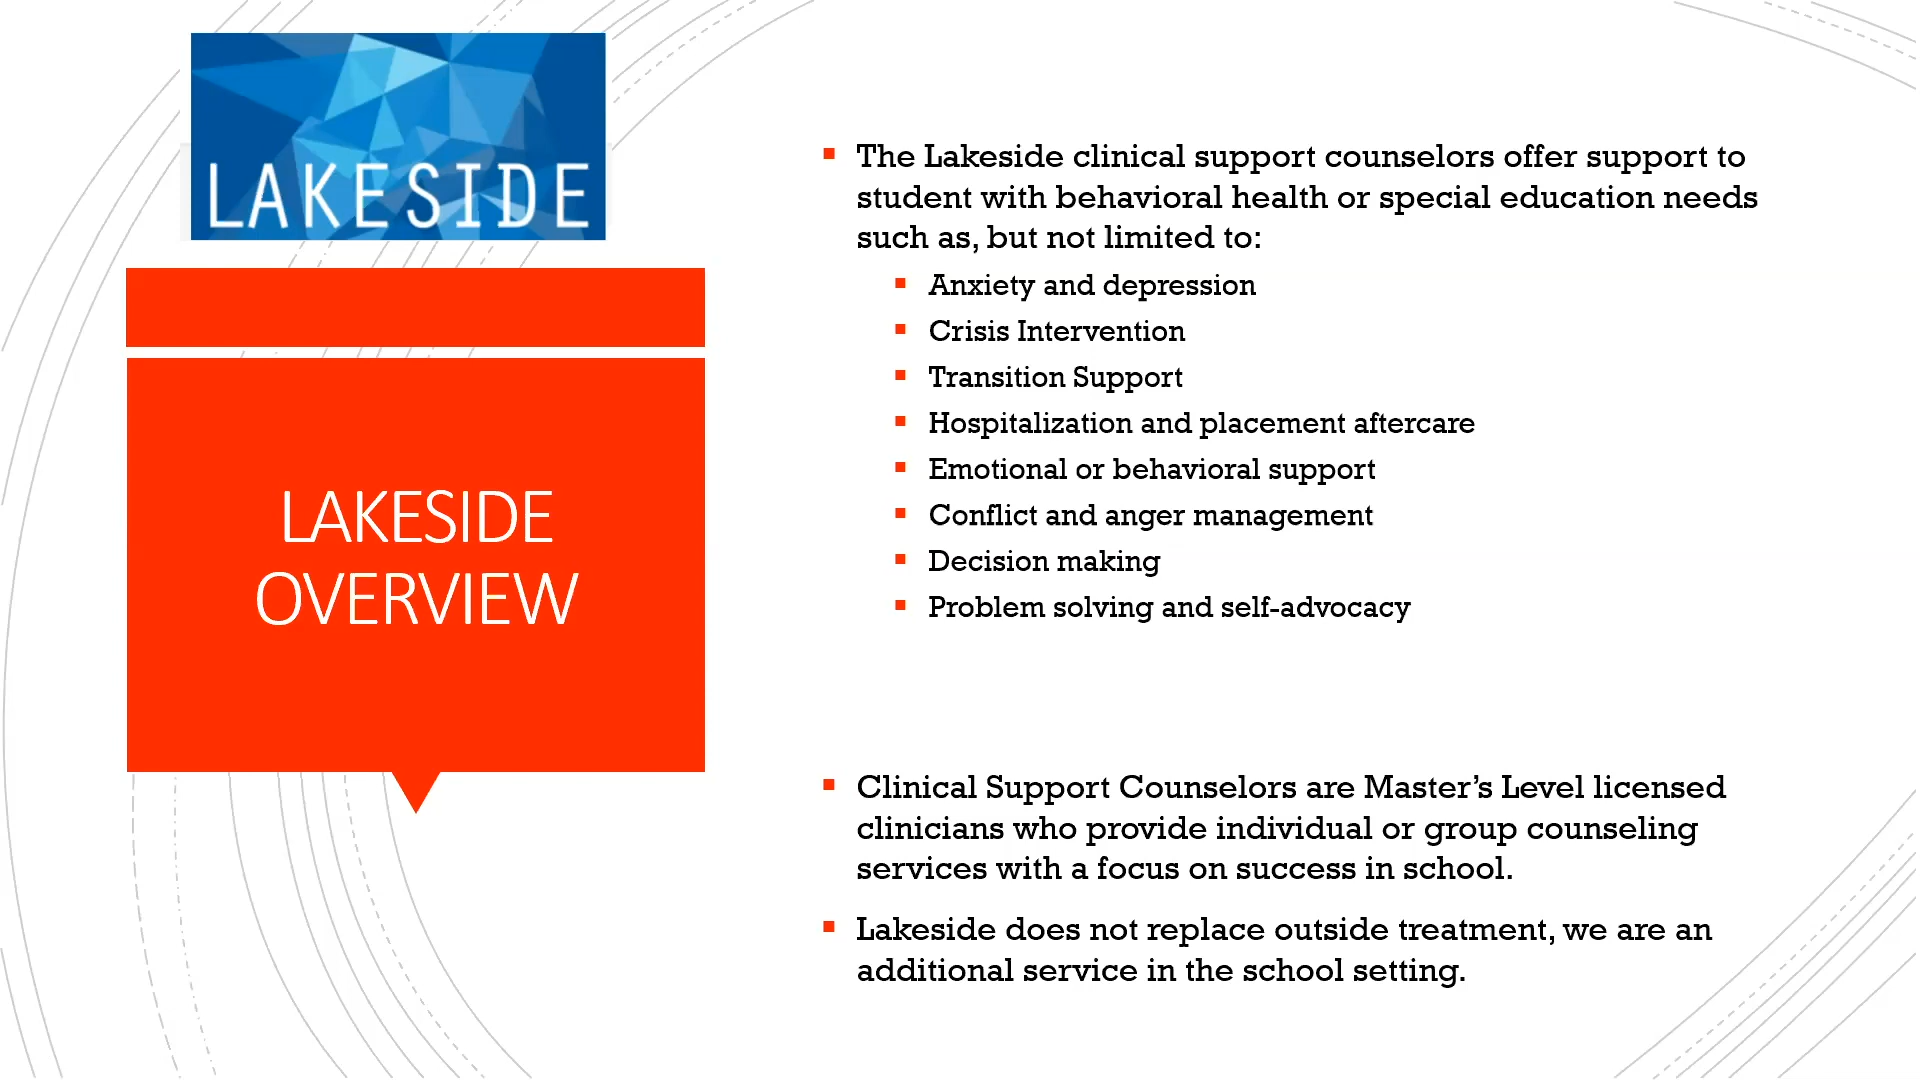 LAKESIDE
LAKESIDE
OVERVIEW
The Lakeside clinical support counselors offer support to
student with behavioral health or special education needs
such as, but not limited to:
Anxiety and depression
Crisis Intervention
Transition Support
Hospitalization and placement aftercare
Emotional or behavioral support
Conflict and anger management
Decision making
Problem solving and self-advocacy
Clinical Support Counselors are Master’s Level licensed
clinicians who provide individual or group counseling
services with a focus on success in school.
Lakeside does not replace outside treatment, we are an
additional service in the school setting.